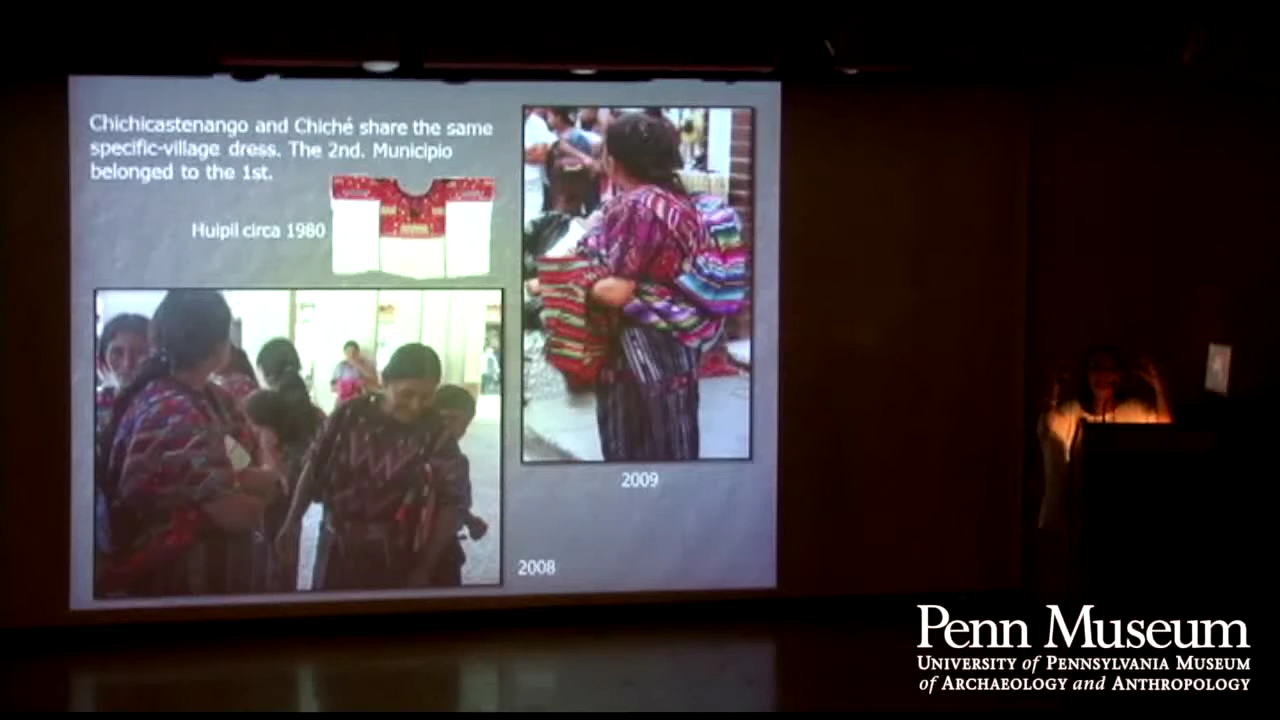 Chichicastenango and Chiché share the same
specific-village dress. The 2nd. Municipio
belonged to the 1st.
Huipil circa 1980
2009
2008
Penn Museum
UNIVERSITY of PENNSYLVANIA MUSEUM
of ARCHAEOLOGY and ANTHROPOLOGY